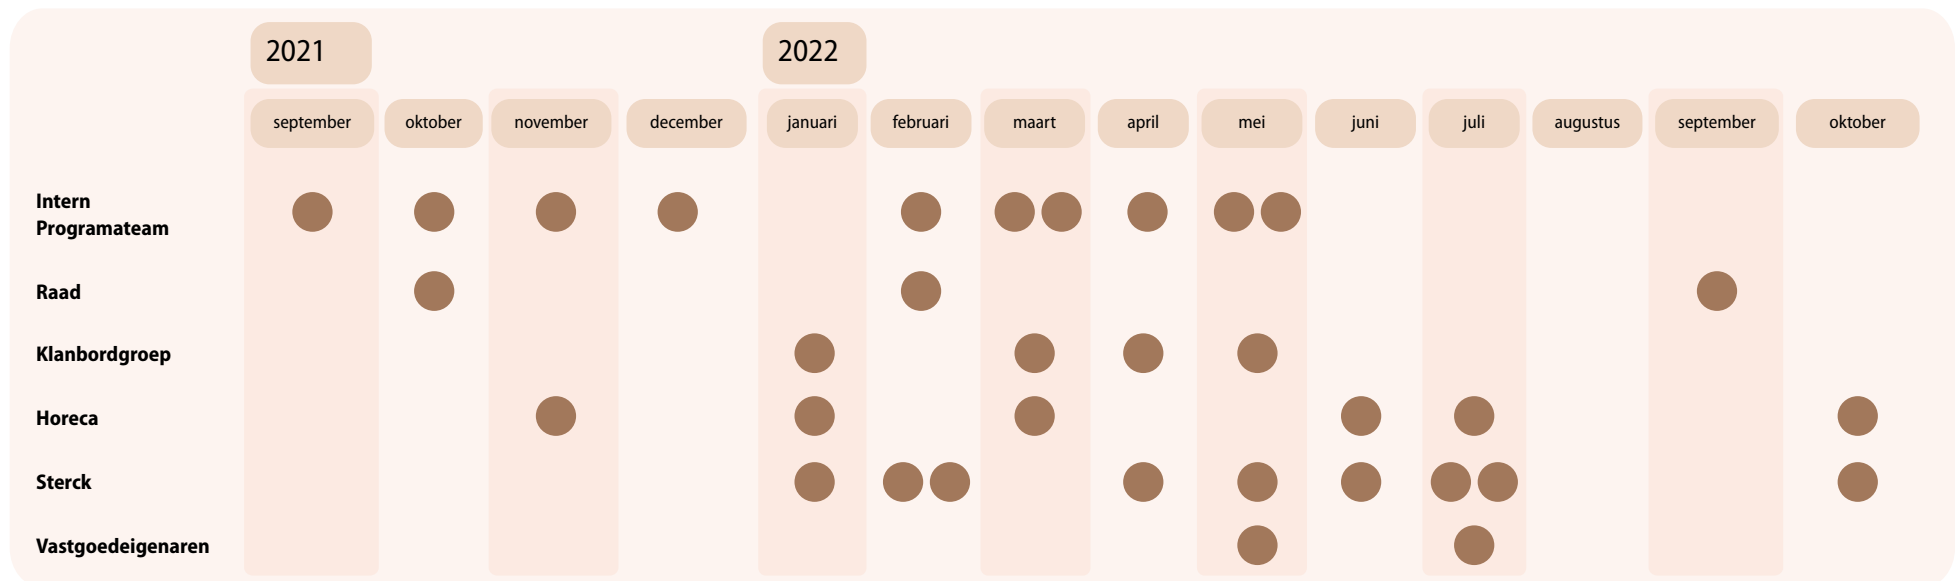 2021
2022
september
oktober
november
december
januari
februari
maart
april
mei
juni
juli
augustus
september
oktober
Intern
Programateam
Raad
Klanbordgroep
Horeca
Sterck
Vastgoedeigenaren